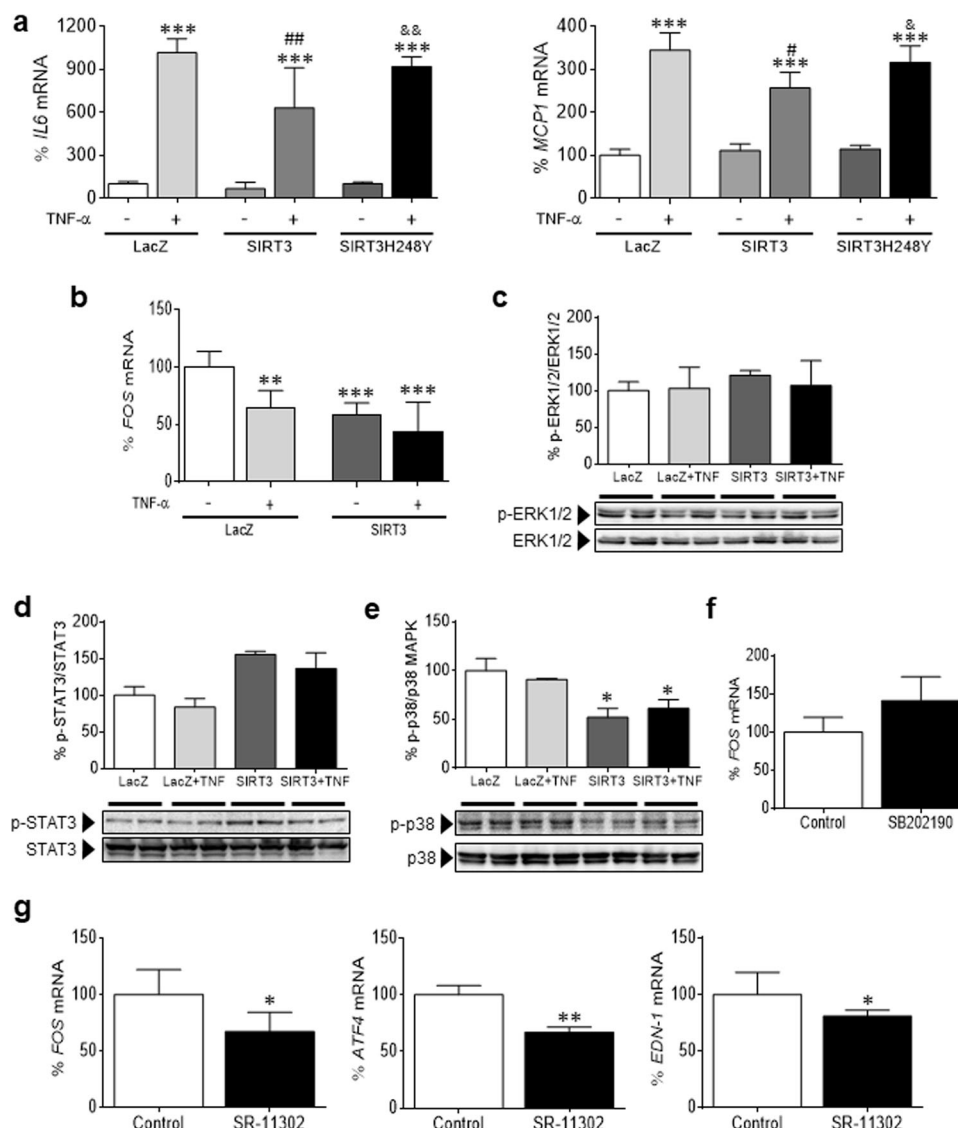 a
% IL6 mRNA
1200
900
600
300
0
***
##
***
&&
***
TNF-α - + - + - +
LacZ SIRT3 SIRT3H248Y
% MCP1 mRNA
400
300
200
100
0
***
#
***
&
***
TNF-α - + - + - +
LacZ SIRT3 SIRT3H248Y
b
% FOS mRNA
150
100
50
0
**
***
***
TNF-α - + - +
LacZ SIRT3
c
% p-ERK1/2/ERK1/2
200
150
100
50
0
LacZ LacZ+TNF SIRT3 SIRT3+TNF
p-ERK1/2
ERK1/2
d
% p-STAT3/STAT3
200
150
100
50
0
LacZ LacZ+TNF SIRT3 SIRT3+TNF
p-STAT3
STAT3
e
% p-p38/p38 MAPK
150
100
50
0
*
*
LacZ LacZ+TNF SIRT3 SIRT3+TNF
p-p38
p38
f
% FOS mRNA
200
150
100
50
0
Control SB202190
g
% FOS mRNA
150
100
50
0
*
Control SR-11302
% ATF4 mRNA
150
100
50
0
**
Control SR-11302
% EDN-1 mRNA
150
100
50
0
*
Control SR-11302